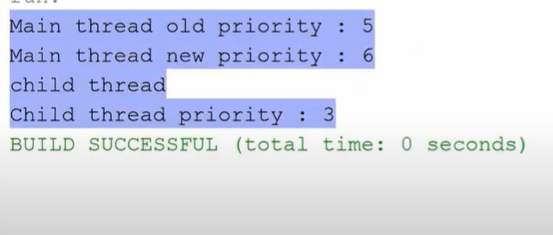 run:
Main thread old priority : 5
Main thread new priority : 6
child thread
Child thread priority : 3
BUILD SUCCESSFUL (total time: 0 seconds)